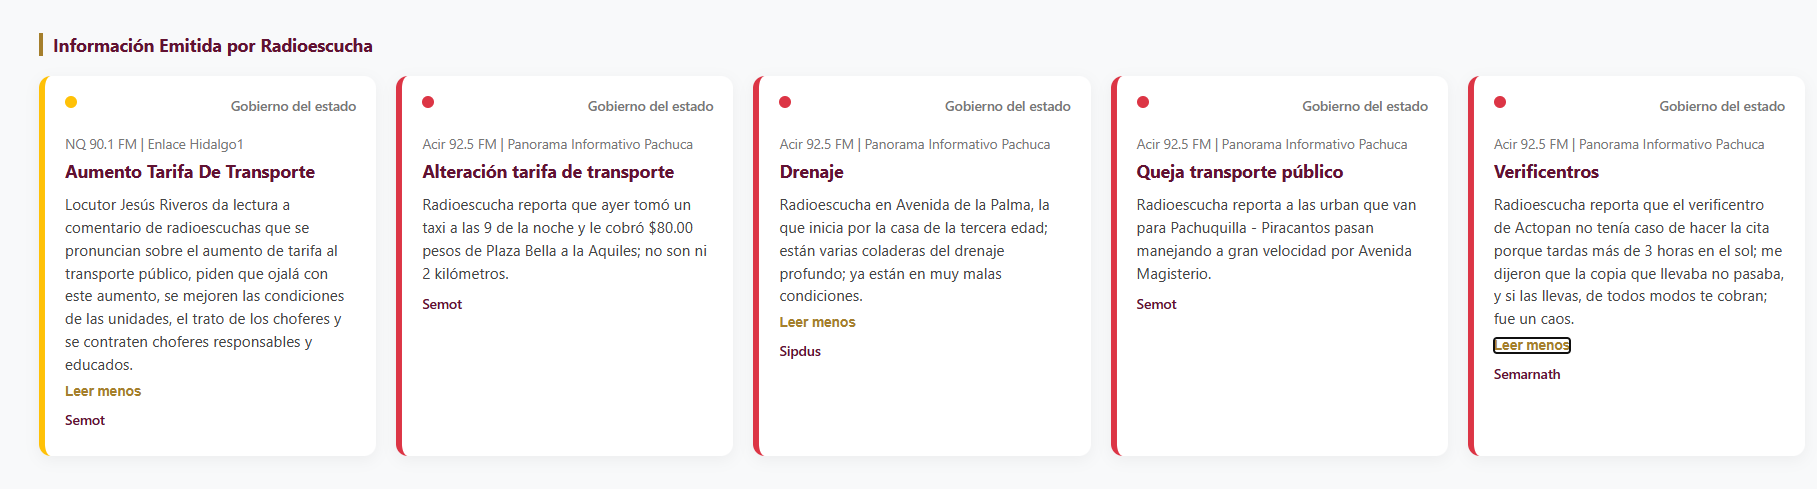 Información Emitida por Radioescucha
Gobierno del estado
NQ 90.1 FM | Enlace Hidalgo1
Aumento Tarifa De Transporte
Locutor Jesús Riveros da lectura a
comentario de radioescuchas que se
pronuncian sobre el aumento de tarifa al
transporte público, piden que ojalá con
este aumento, se mejoren las condiciones
de las unidades, el trato de los choferes y
se contraten choferes responsables y
educados.
Leer menos
Semot
Gobierno del estado
Acir 92.5 FM | Panorama Informativo Pachuca
Alteración tarifa de transporte
Radioescucha reporta que ayer tomó un
taxi a las 9 de la noche y le cobró $80.00
pesos de Plaza Bella a la Aquiles; no son ni
2 kilómetros.
Semot
Gobierno del estado
Acir 92.5 FM | Panorama Informativo Pachuca
Drenaje
Radioescucha en Avenida de la Palma, la
que inicia por la casa de la tercera edad;
están varias coladeras del drenaje
profundo; ya están en muy malas
condiciones.
Leer menos
Sipdus
Gobierno del estado
Acir 92.5 FM | Panorama Informativo Pachuca
Queja transporte público
Radioescucha reporta a las urban que van
para Pachuquilla - Piracantos pasan
manejando a gran velocidad por Avenida
Magisterio.
Semot
Gobierno del estado
Acir 92.5 FM | Panorama Informativo Pachuca
Verificentros
Radioescucha reporta que el verificentro
de Actopan no tenía caso de hacer la cita
porque tardas más de 3 horas en el sol; me
dijeron que la copia que llevaba no pasaba,
y si las llevas, de todos modos te cobran;
fue un caos.
Leer menos
Semarnath